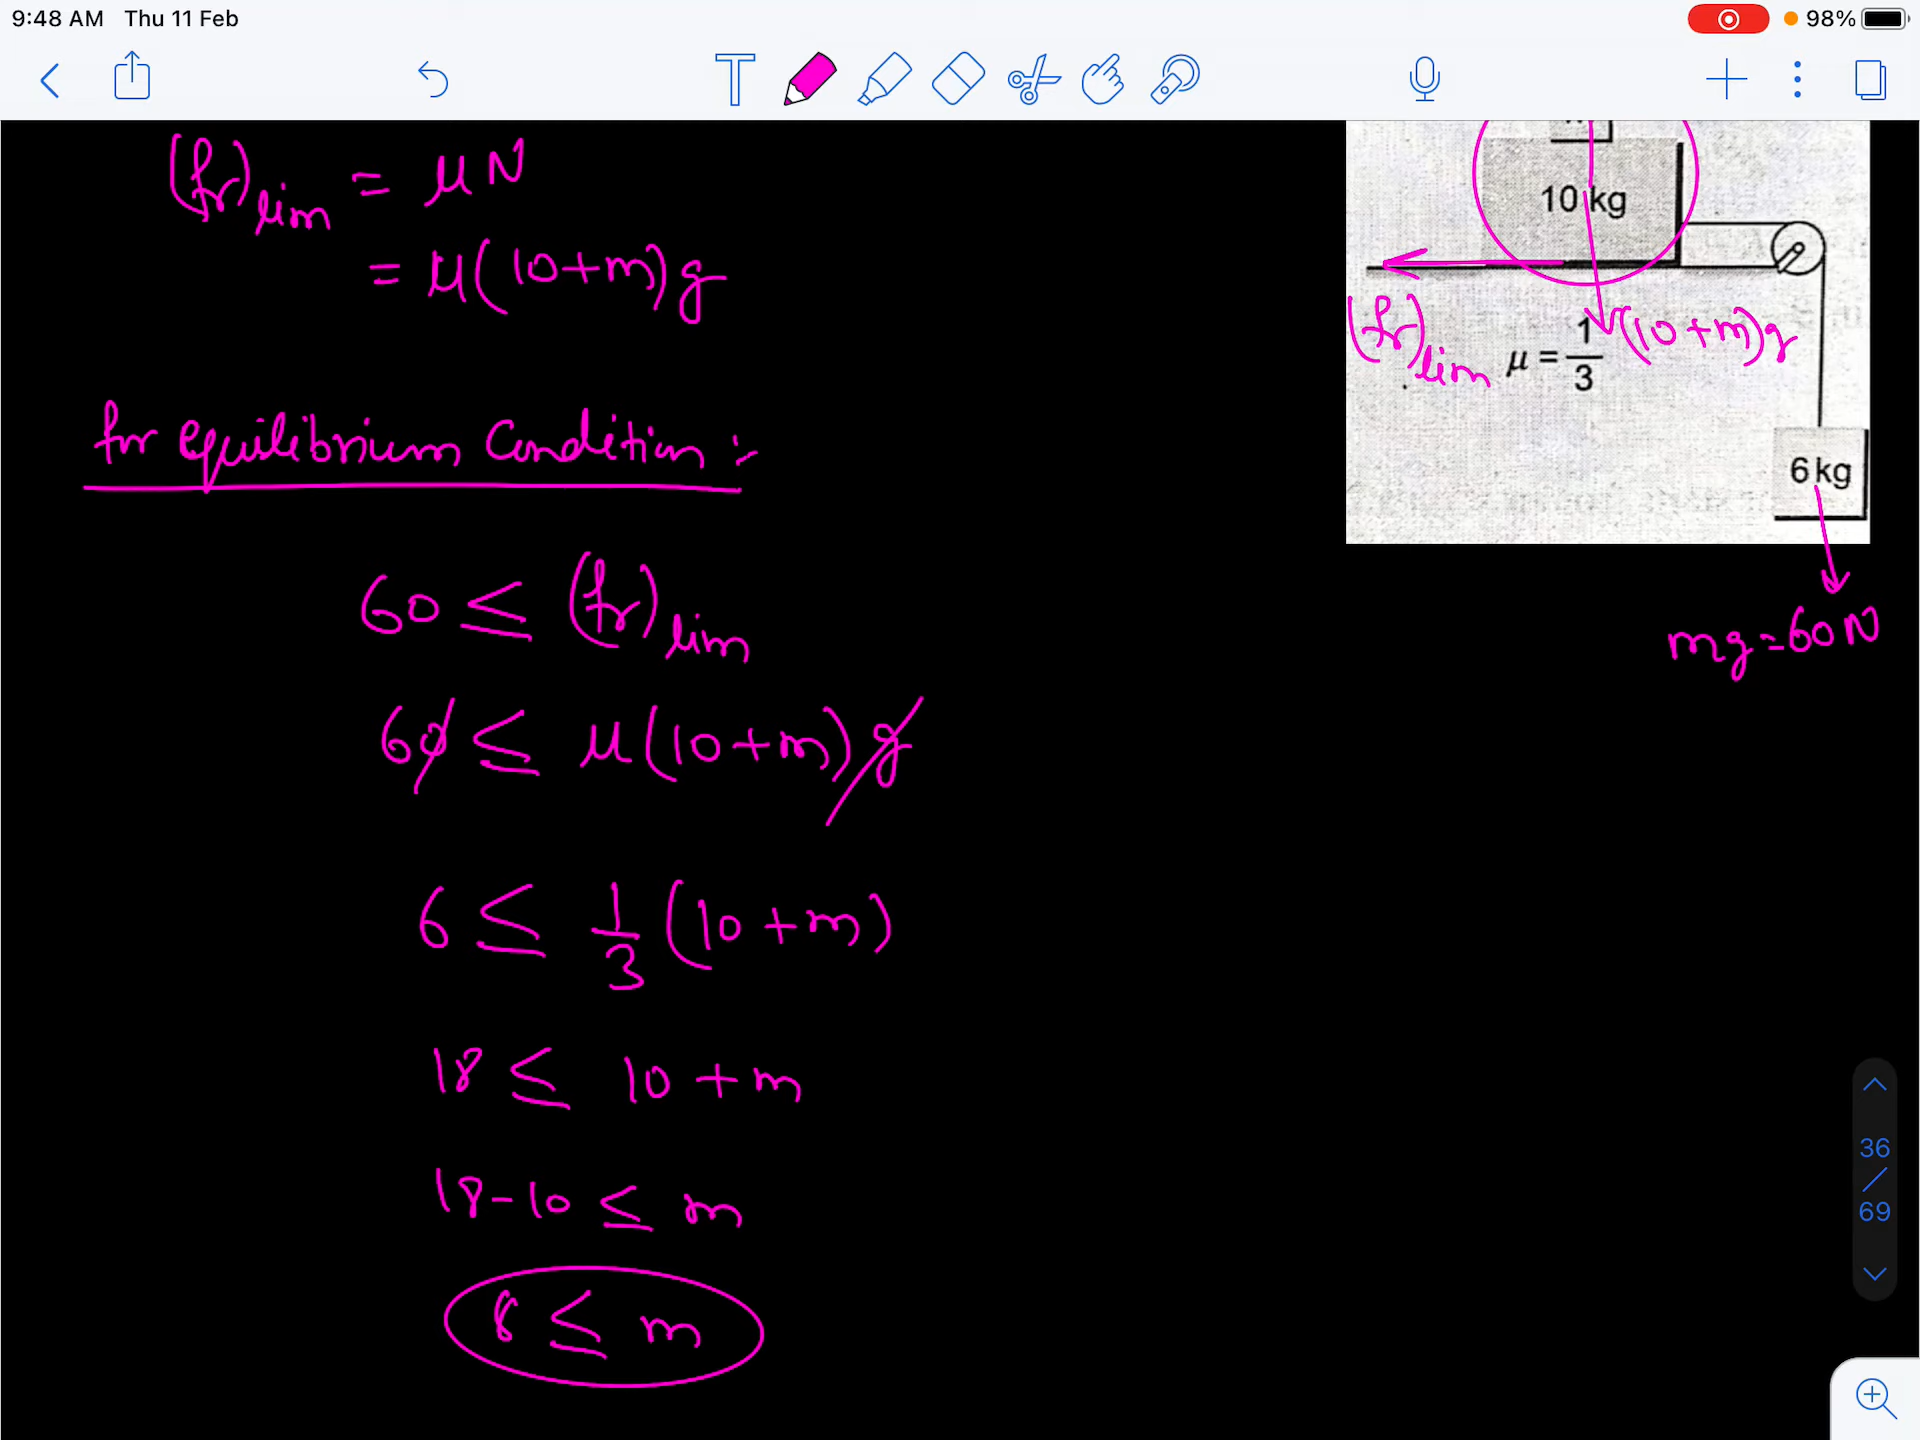 9:48 AM Thu 11 Feb
98%
(fr)lim = μN
= μ(10+m)g
10 kg
(fr)lim
μ = 1/3
(10+m)g
6 kg
mg=60N
for equilibrium Condition :-
60 ≤ (fr)lim
60 ≤ μ(10+m)g
6 ≤ 1/3 (10+m)
18 ≤ 10+m
18-10 ≤ m
8 ≤ m
36
/
69